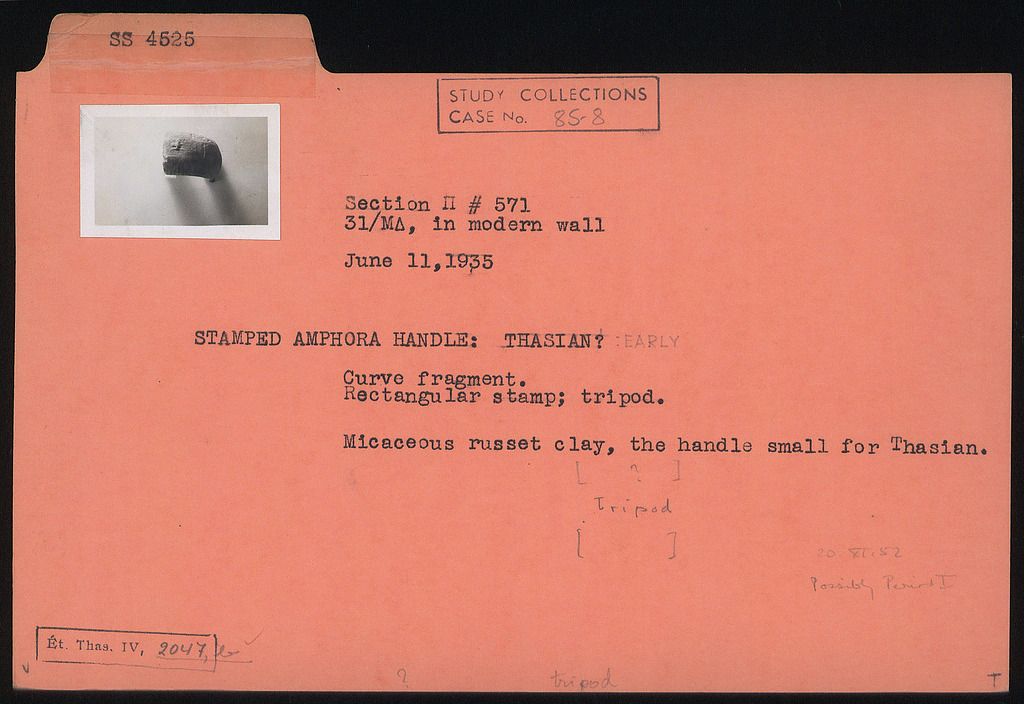 SS 4525
STUDY COLLECTIONS
CASE No. 85-8
Section Π # 571
31/ΜΔ, in modern wall
June 11,1935
STAMPED AMPHORA HANDLE: THASIAN? :EARLY
Curve fragment.
Rectangular stamp; tripod.
Micaceous russet clay, the handle small for Thasian.
[ ? ]
Tripod
[ ]
20.XI.52
Possibly Period I
Ét. Thas. IV, 2047,
? tripod T